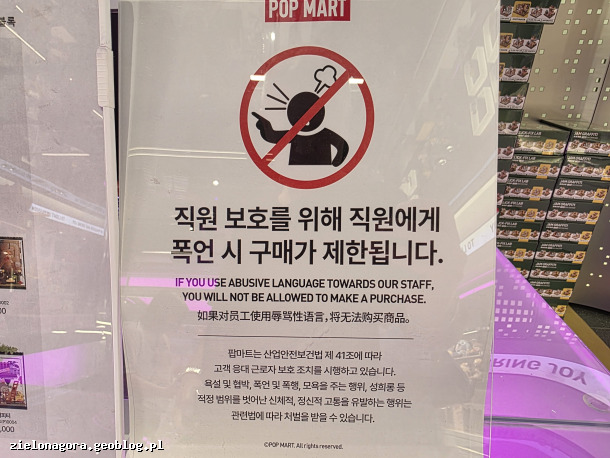 POP MART
직원 보호를 위해 직원에게
폭언 시 구매가 제한됩니다.
IF YOU USE ABUSIVE LANGUAGE TOWARDS OUR STAFF,
YOU WILL NOT BE ALLOWED TO MAKE A PURCHASE.
如果对员工使用辱骂性语言,将无法购买商品。
팝마트는 산업안전보건법 제 41조에 따라
고객 응대 근로자 보호 조치를 시행하고 있습니다.
욕설 및 협박, 폭언 및 폭행, 모욕을 주는 행위, 성희롱 등
적정 범위를 벗어난 신체적, 정신적 고통을 유발하는 행위는
관련법에 따라 처벌을 받을 수 있습니다.
©POP MART. All rights reserved.
JOY
zielonagora.geoblog.pl